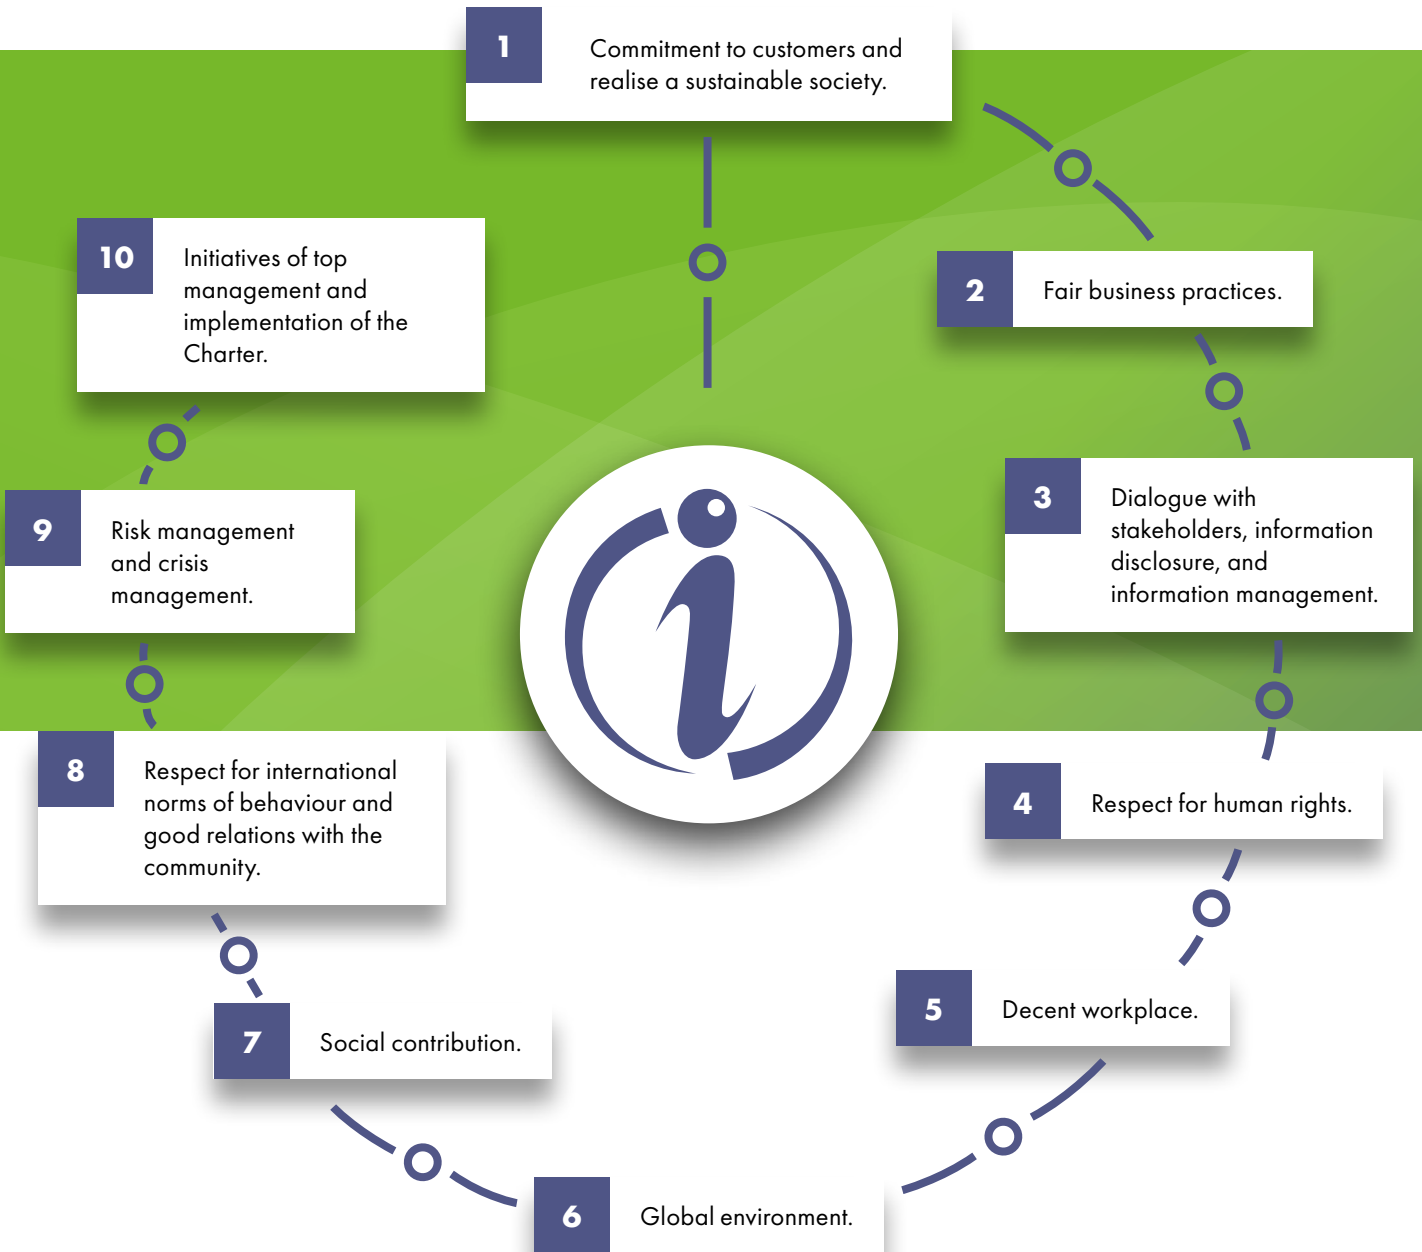 1
Commitment to customers and
realise a sustainable society.
2
Fair business practices.
3
Dialogue with
stakeholders, information
disclosure, and
information management.
4
Respect for human rights.
5
Decent workplace.
6
Global environment.
7
Social contribution.
8
Respect for international
norms of behaviour and
good relations with the
community.
9
Risk management
and crisis
management.
10
Initiatives of top
management and
implementation of the
Charter.